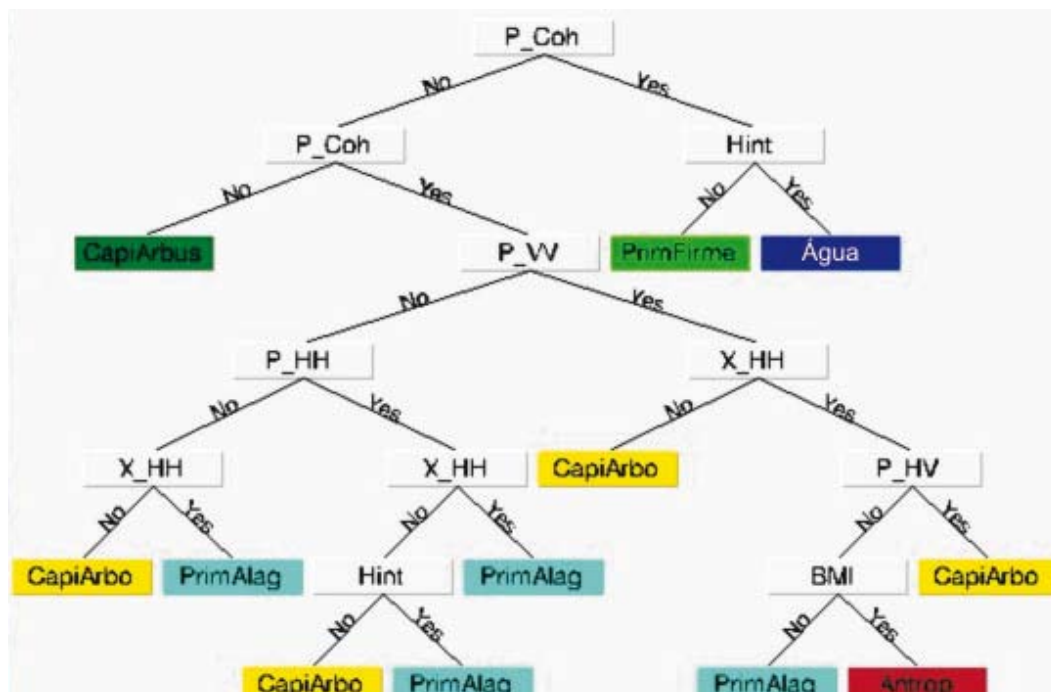 P_Coh
No Yes
P_Coh Hint
No Yes No Yes
CapiArbus P_VV PrimFirme Água
No Yes
P_HH X_HH
No Yes No Yes
X_HH X_HH CapiArbo P_HV
No Yes No Yes No Yes
CapiArbo PrimAlag Hint PrimAlag BMI CapiArbo
No Yes No Yes
CapiArbo PrimAlag PrimAlag Antrop